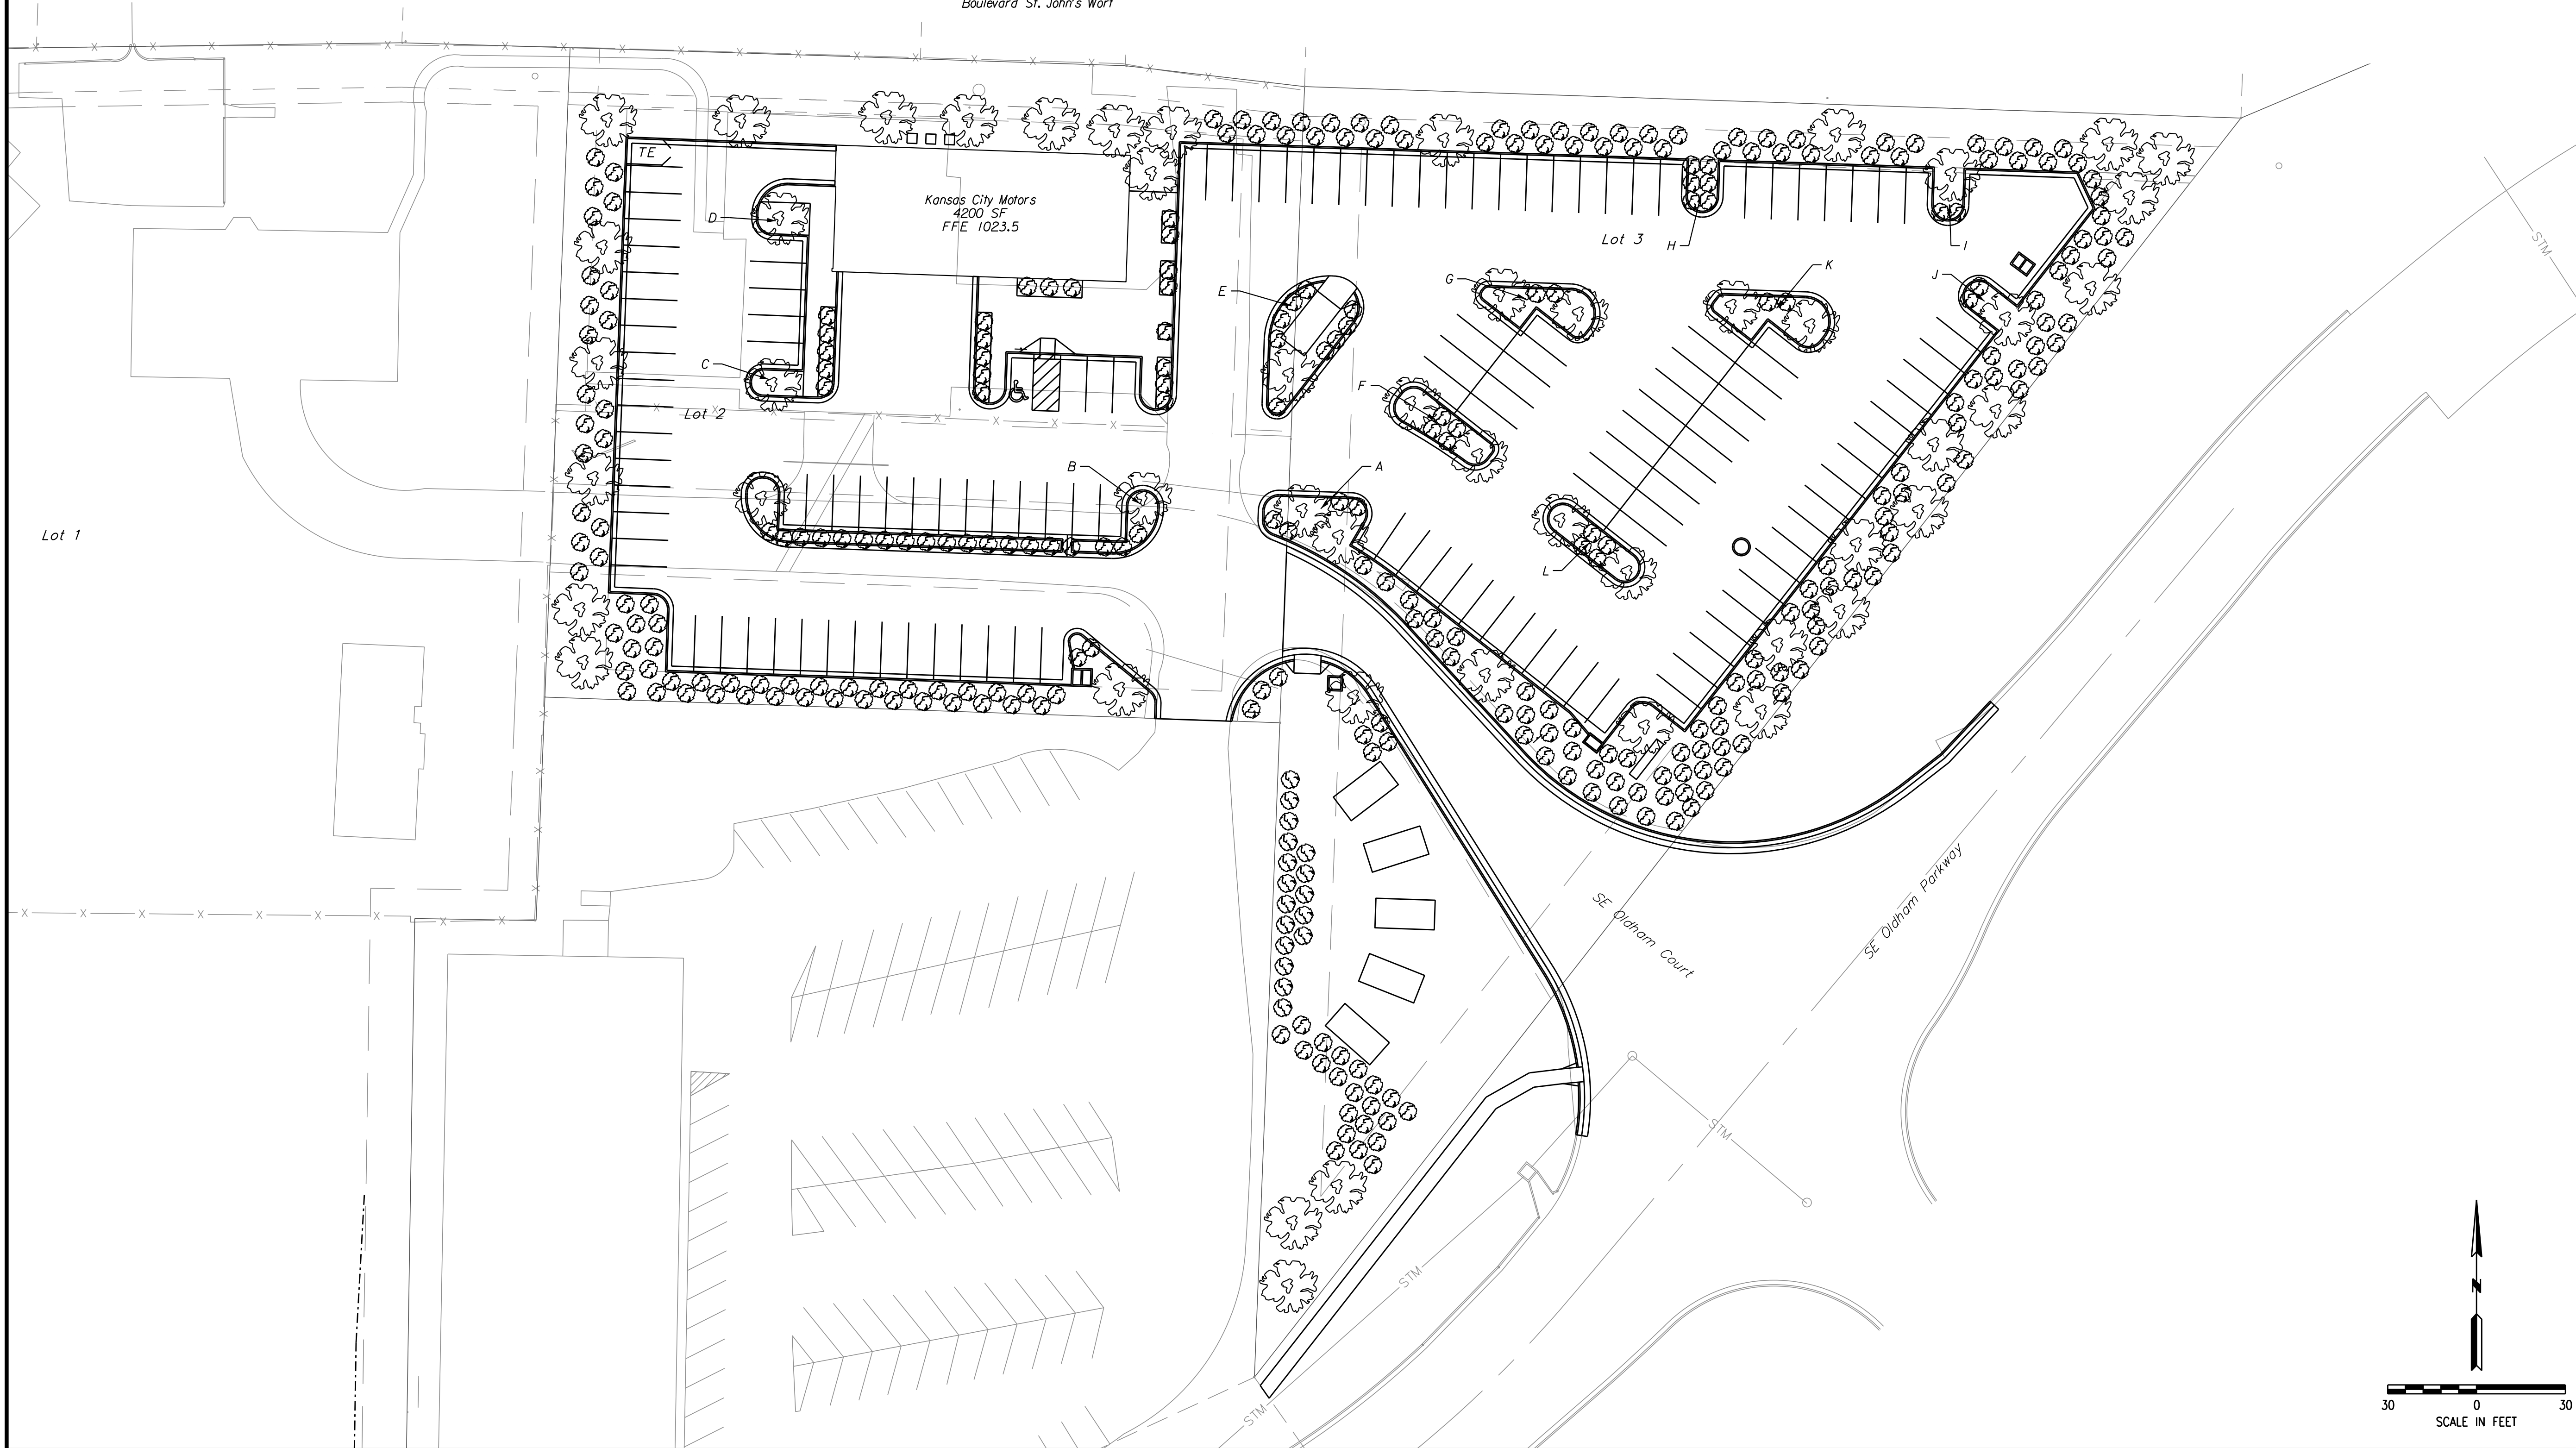 Boulevard St. John's Wort
TE
Kansas City Motors
4200 SF
FFE 1023.5
D
Lot 3
H
I
K
G
J
E
C
F
Lot 2
B
A
Lot 1
L
SE Oldham Court
SE Oldham Parkway
STM
STM
STM
STM
N
30 0 30
SCALE IN FEET